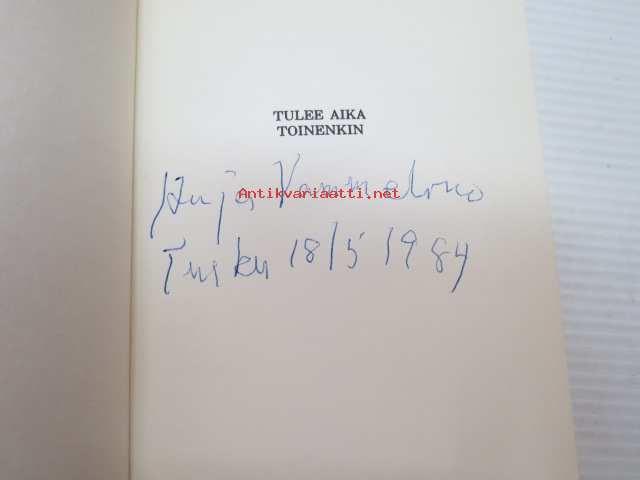 TULEE AIKA
TOINENKIN
Anja Vammelvuo
Antikvariaatti.net
Turku 18/5 1984